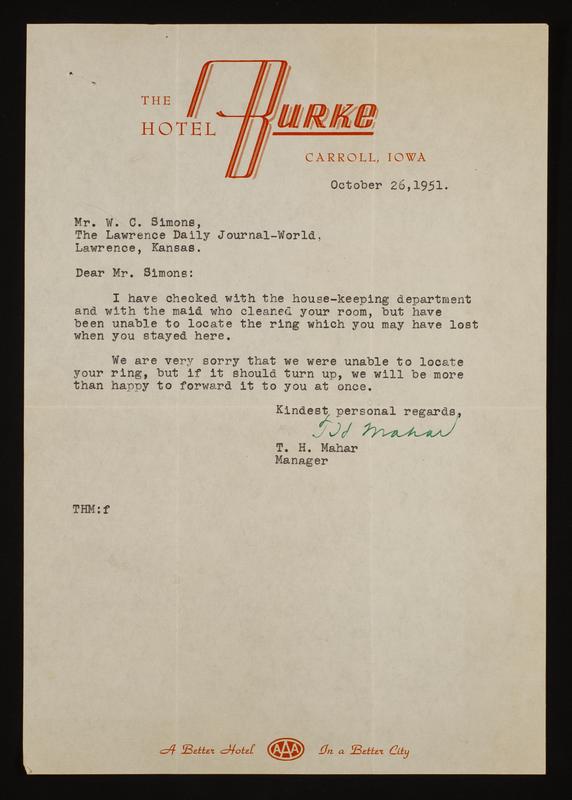 THE
HOTEL BURKE
CARROLL, IOWA
October 26,1951.
Mr. W. C. Simons,
The Lawrence Daily Journal-World,
Lawrence, Kansas.
Dear Mr. Simons:
I have checked with the house-keeping department
and with the maid who cleaned your room, but have
been unable to locate the ring which you may have lost
when you stayed here.
We are very sorry that we were unable to locate
your ring, but if it should turn up, we will be more
than happy to forward it to you at once.
Kindest personal regards,
T H Mahar
T. H. Mahar
Manager
THM:f
A Better Hotel AAA In a Better City